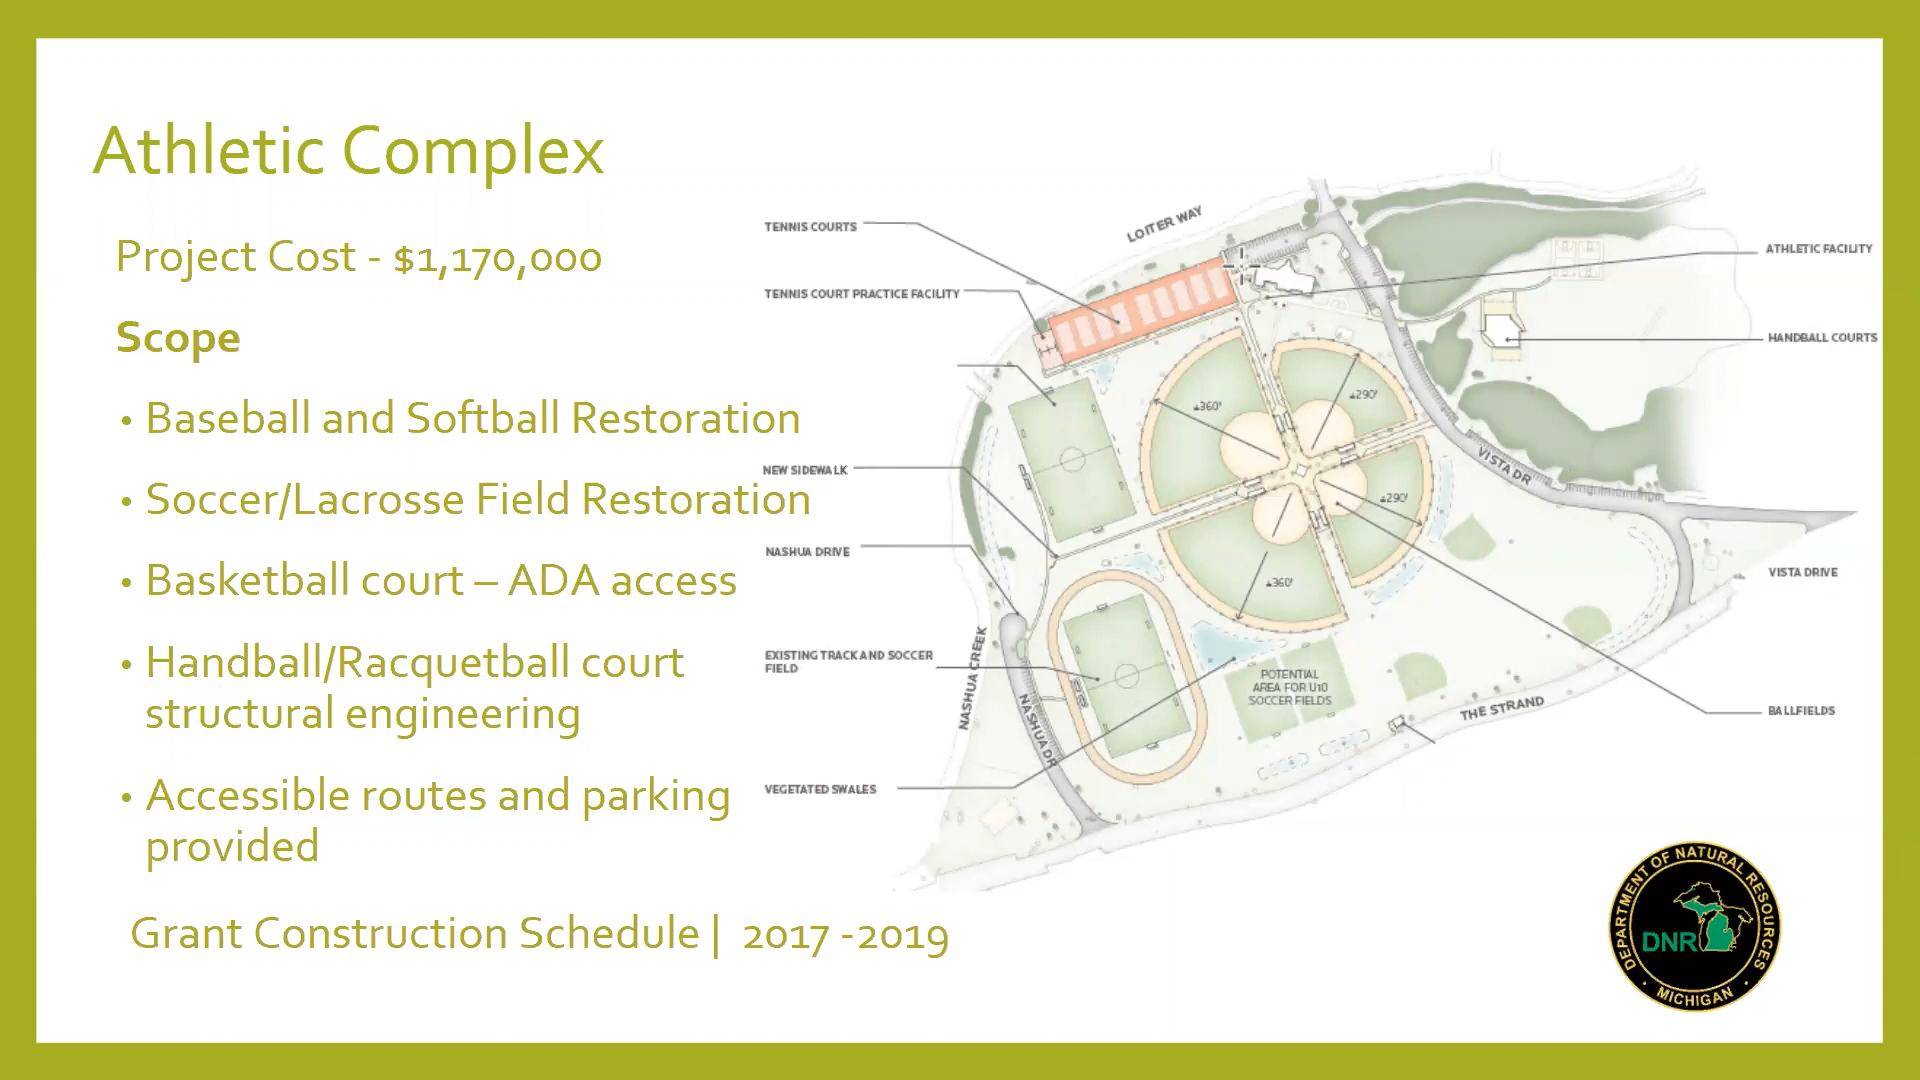 Athletic Complex
Project Cost - $1,170,000
Scope
• Baseball and Softball Restoration
• Soccer/Lacrosse Field Restoration
• Basketball court – ADA access
• Handball/Racquetball court
structural engineering
• Accessible routes and parking
provided
Grant Construction Schedule | 2017 -2019
TENNIS COURTS
TENNIS COURT PRACTICE FACILITY
NEW SIDEWALK
NASHUA DRIVE
EXISTING TRACK AND SOCCER
FIELD
VEGETATED SWALES
LOITER WAY
±360'
±290'
±290'
±360'
POTENTIAL
AREA FOR U10
SOCCER FIELDS
NASHUA CREEK
NASHUA DR
THE STRAND
VISTA DR
ATHLETIC FACILITY
HANDBALL COURTS
VISTA DRIVE
BALLFIELDS
DEPARTMENT OF NATURAL RESOURCES
DNR
MICHIGAN